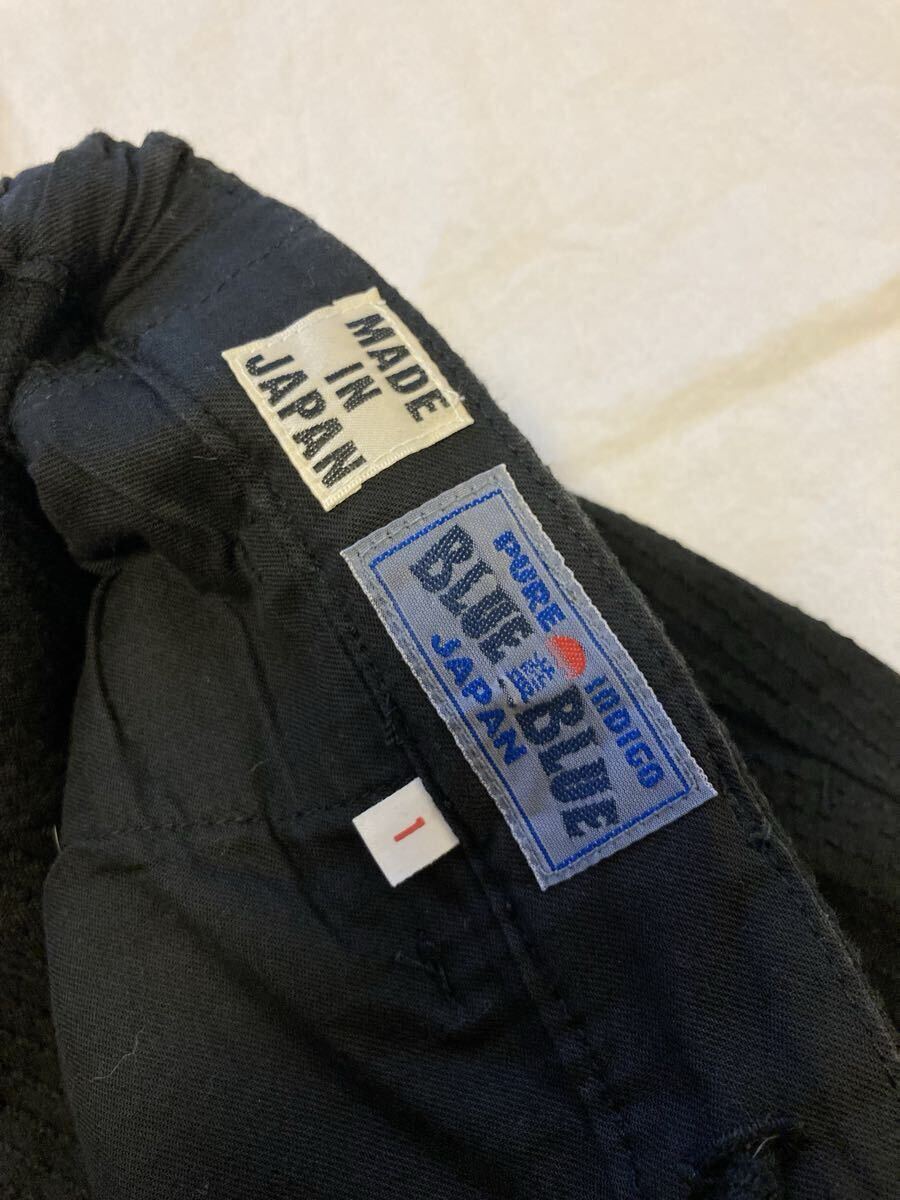 MADE
IN
JAPAN
PURE INDIGO
BLUE BLUE
JAPAN
1